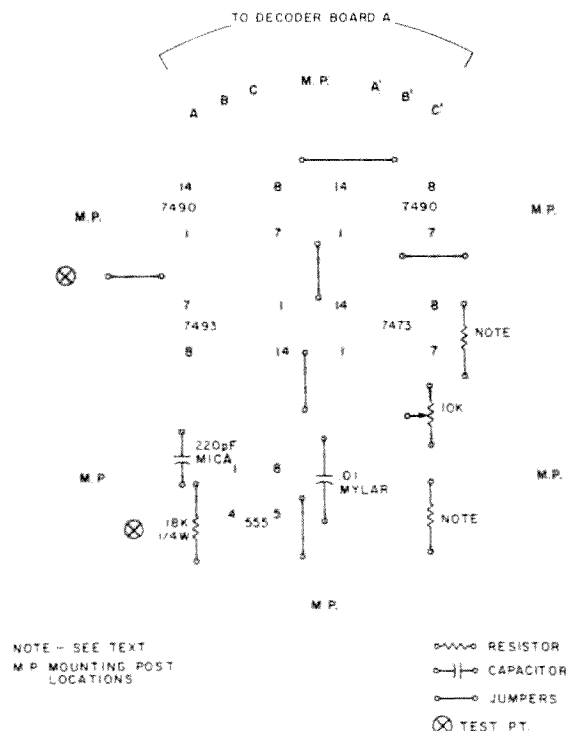 TO DECODER BOARD A
A B C M.P. A' B' C'
14 8 14 8
M.P. 7490 7490 M.P.
1 7 1 7
7 1 14 8
7493 7473 NOTE
8 14 1 7
10K
220pF
MICA
1 8
M.P .01 M.P.
MYLAR
4 555 5
18K
1/4W
NOTE
M.P.
NOTE – SEE TEXT
M.P. MOUNTING POST
LOCATIONS
RESISTOR
CAPACITOR
JUMPERS
TEST PT.